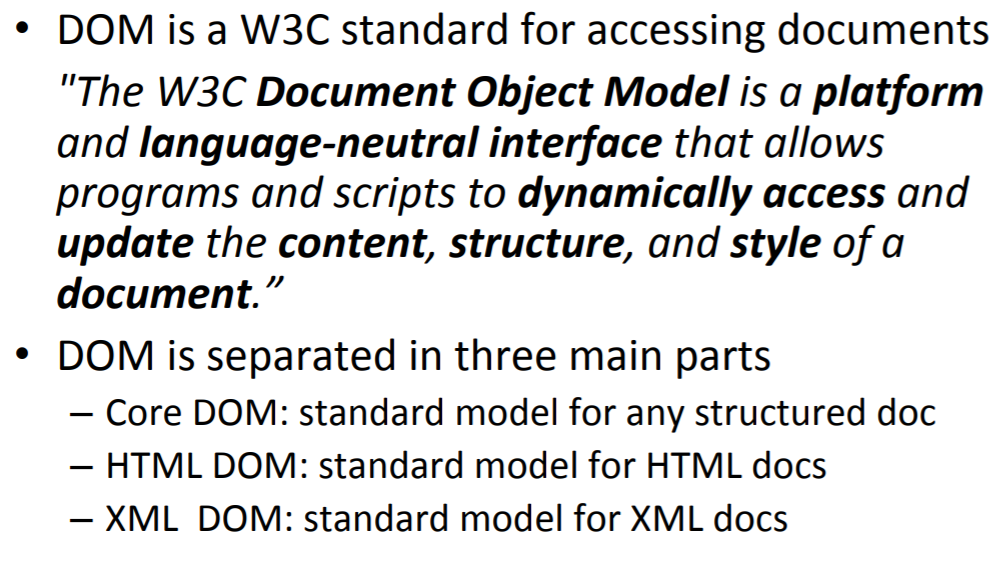 • DOM is a W3C standard for accessing documents
"The W3C Document Object Model is a platform
and language-neutral interface that allows
programs and scripts to dynamically access and
update the content, structure, and style of a
document.”
• DOM is separated in three main parts
– Core DOM: standard model for any structured doc
– HTML DOM: standard model for HTML docs
– XML  DOM: standard model for XML docs